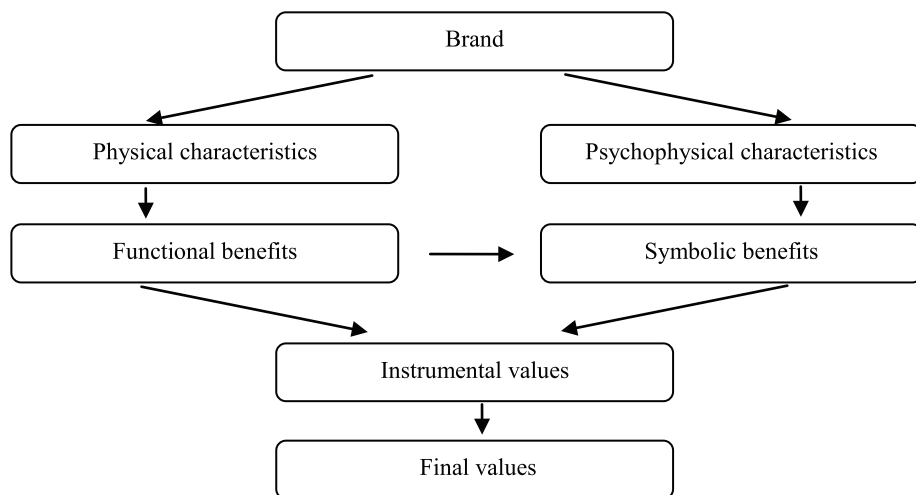 Brand
Physical characteristics
Psychophysical characteristics
Functional benefits
Symbolic benefits
Instrumental values
Final values